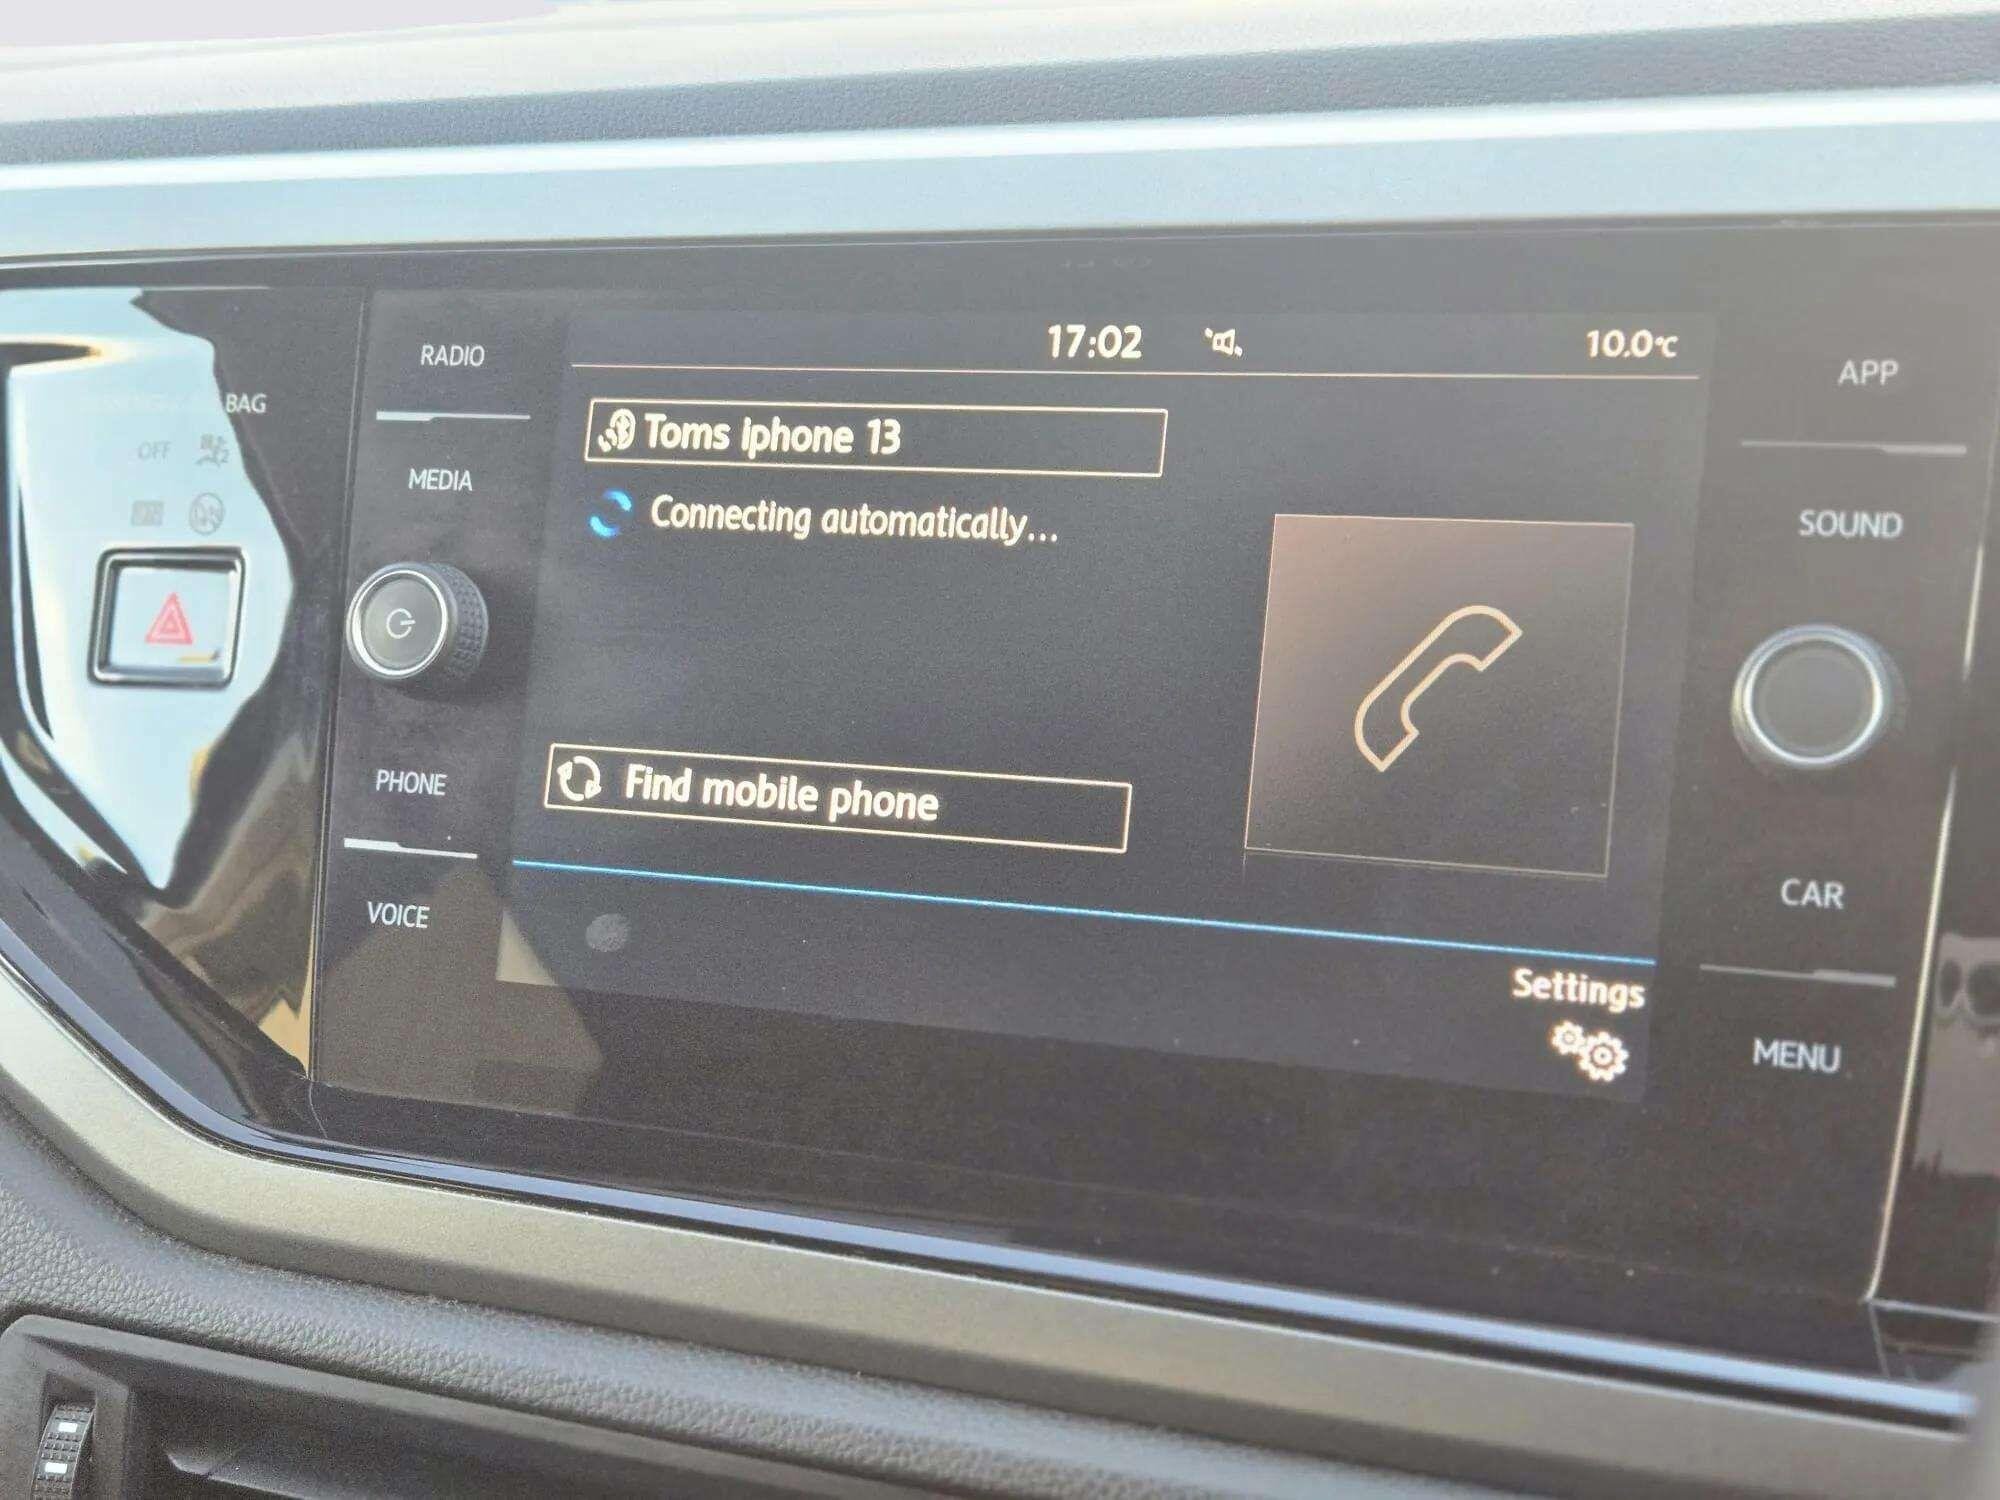 17:02
10.0°C
RADIO
MEDIA
PHONE
VOICE
BAG
OFF
Toms iphone 13
Connecting automatically...
Find mobile phone
Settings
APP
SOUND
CAR
MENU